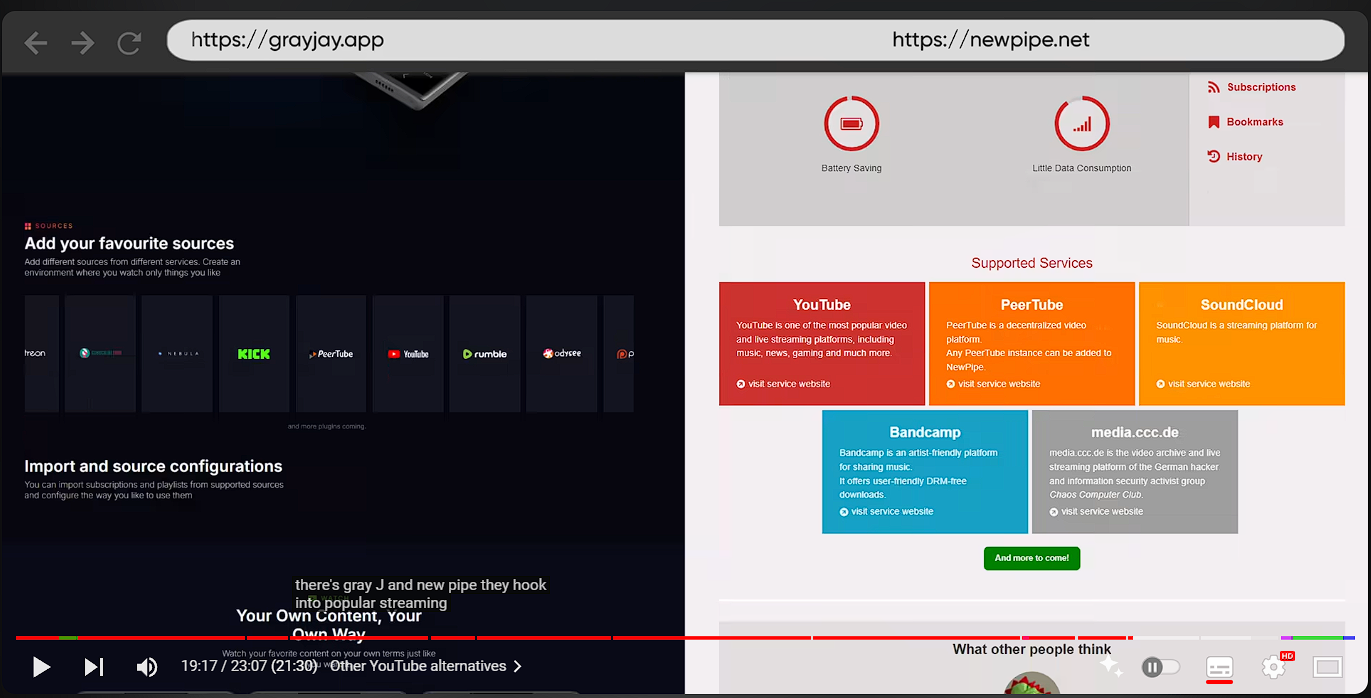 https://grayjay.app
https://newpipe.net
SOURCES
Add your favourite sources
Add different sources from different services. Create an
environment where you watch only things you like
treon
NEBULA
KICK
PeerTube
YouTube
rumble
odysee
P
and more plugins coming.
Import and source configurations
You can import subscriptions and playlists from supported sources
and configure the way you like to use them
there's gray J and new pipe they hook
into popular streaming
WATCH
Your Own Content, Your
Own Way
Watch your favorite content on your own terms just like
Battery Saving
Little Data Consumption
Subscriptions
Bookmarks
History
Supported Services
YouTube
YouTube is one of the most popular video
and live streaming platforms, including
music, news, gaming and much more.
visit service website
PeerTube
PeerTube is a decentralized video
platform.
Any PeerTube instance can be added to
NewPipe.
visit service website
SoundCloud
SoundCloud is a streaming platform for
music.
visit service website
Bandcamp
Bandcamp is an artist-friendly platform
for sharing music.
It offers user-friendly DRM-free
downloads.
visit service website
media.ccc.de
media.ccc.de is the video archive and live
streaming platform of the German hacker
and information security activist group
Chaos Computer Club.
visit service website
And more to come!
What other people think
19:17 / 23:07 (21:30) Other YouTube alternatives
HD